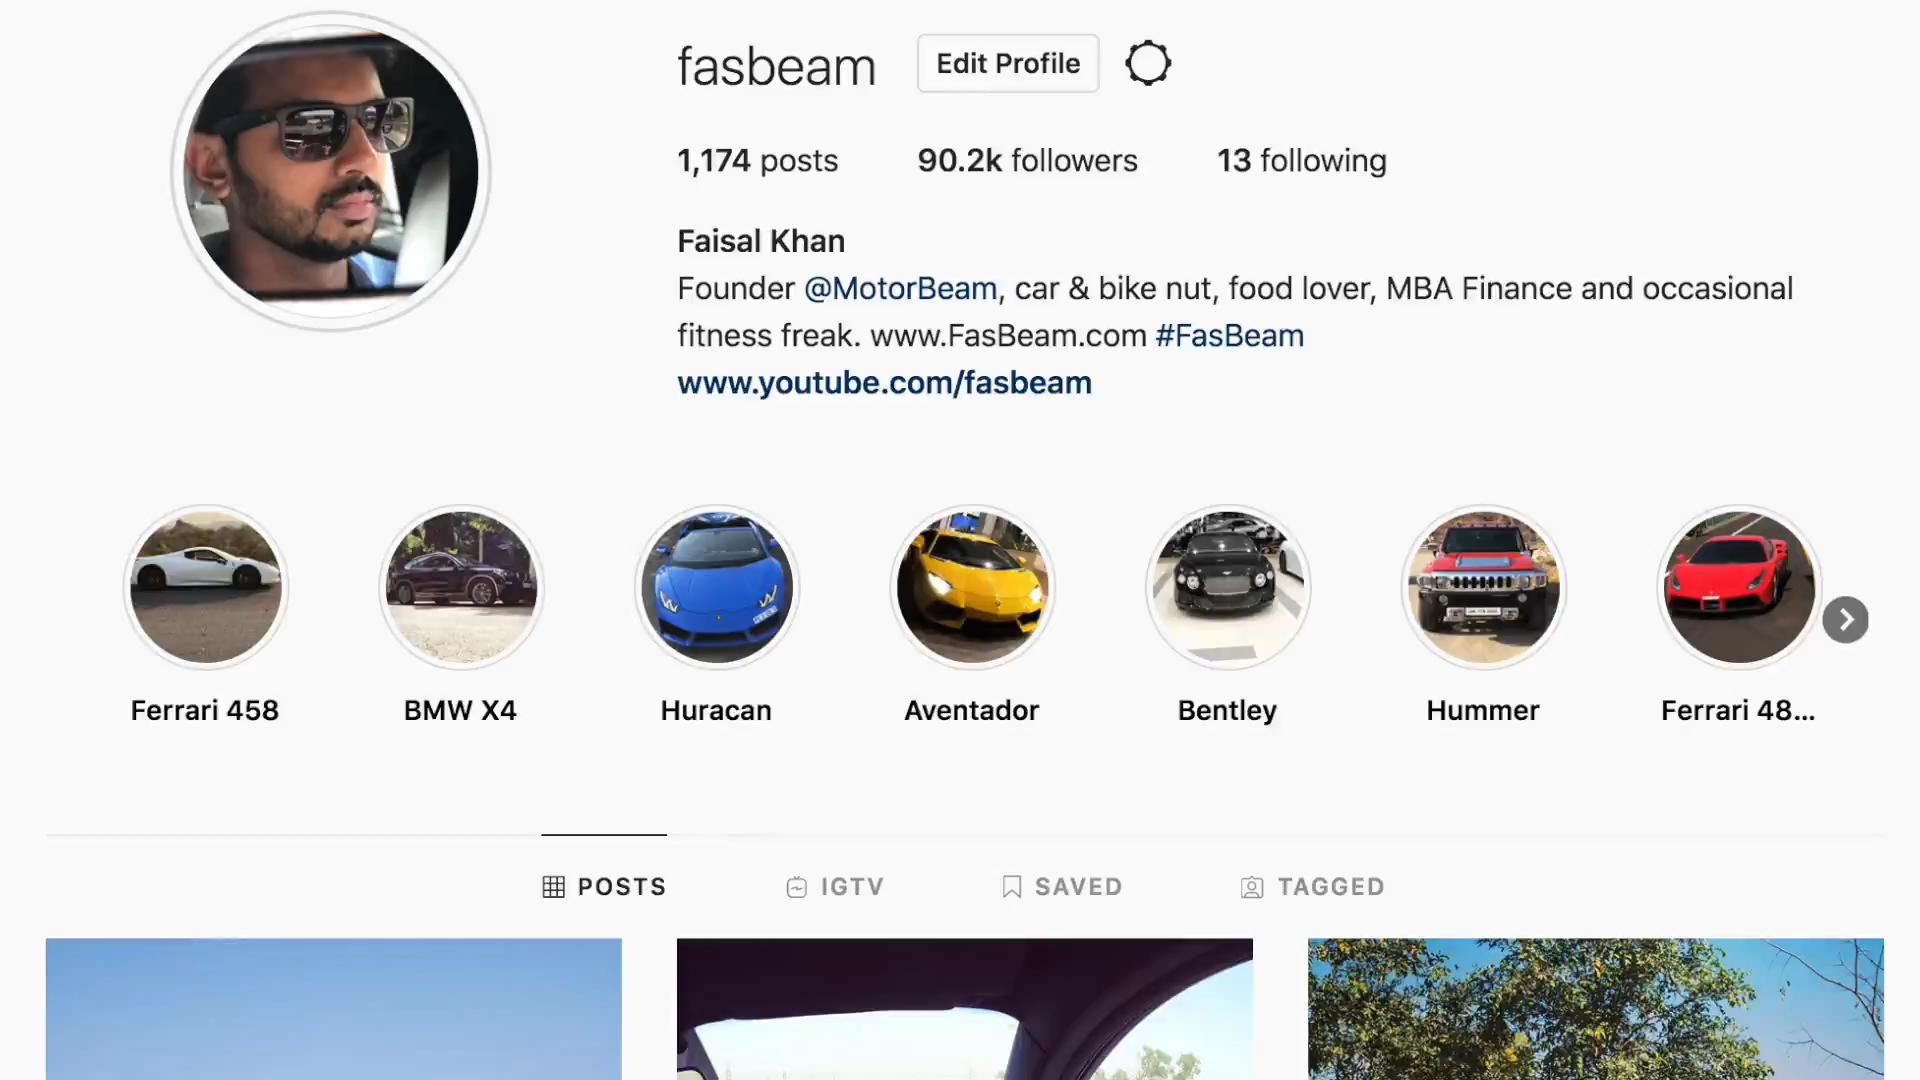 fasbeam
Edit Profile
1,174 posts
90.2k followers
13 following
Faisal Khan
Founder @MotorBeam, car & bike nut, food lover, MBA Finance and occasional
fitness freak. www.FasBeam.com #FasBeam
www.youtube.com/fasbeam
Ferrari 458
BMW X4
Huracan
Aventador
Bentley
Hummer
Ferrari 48...
POSTS
IGTV
SAVED
TAGGED